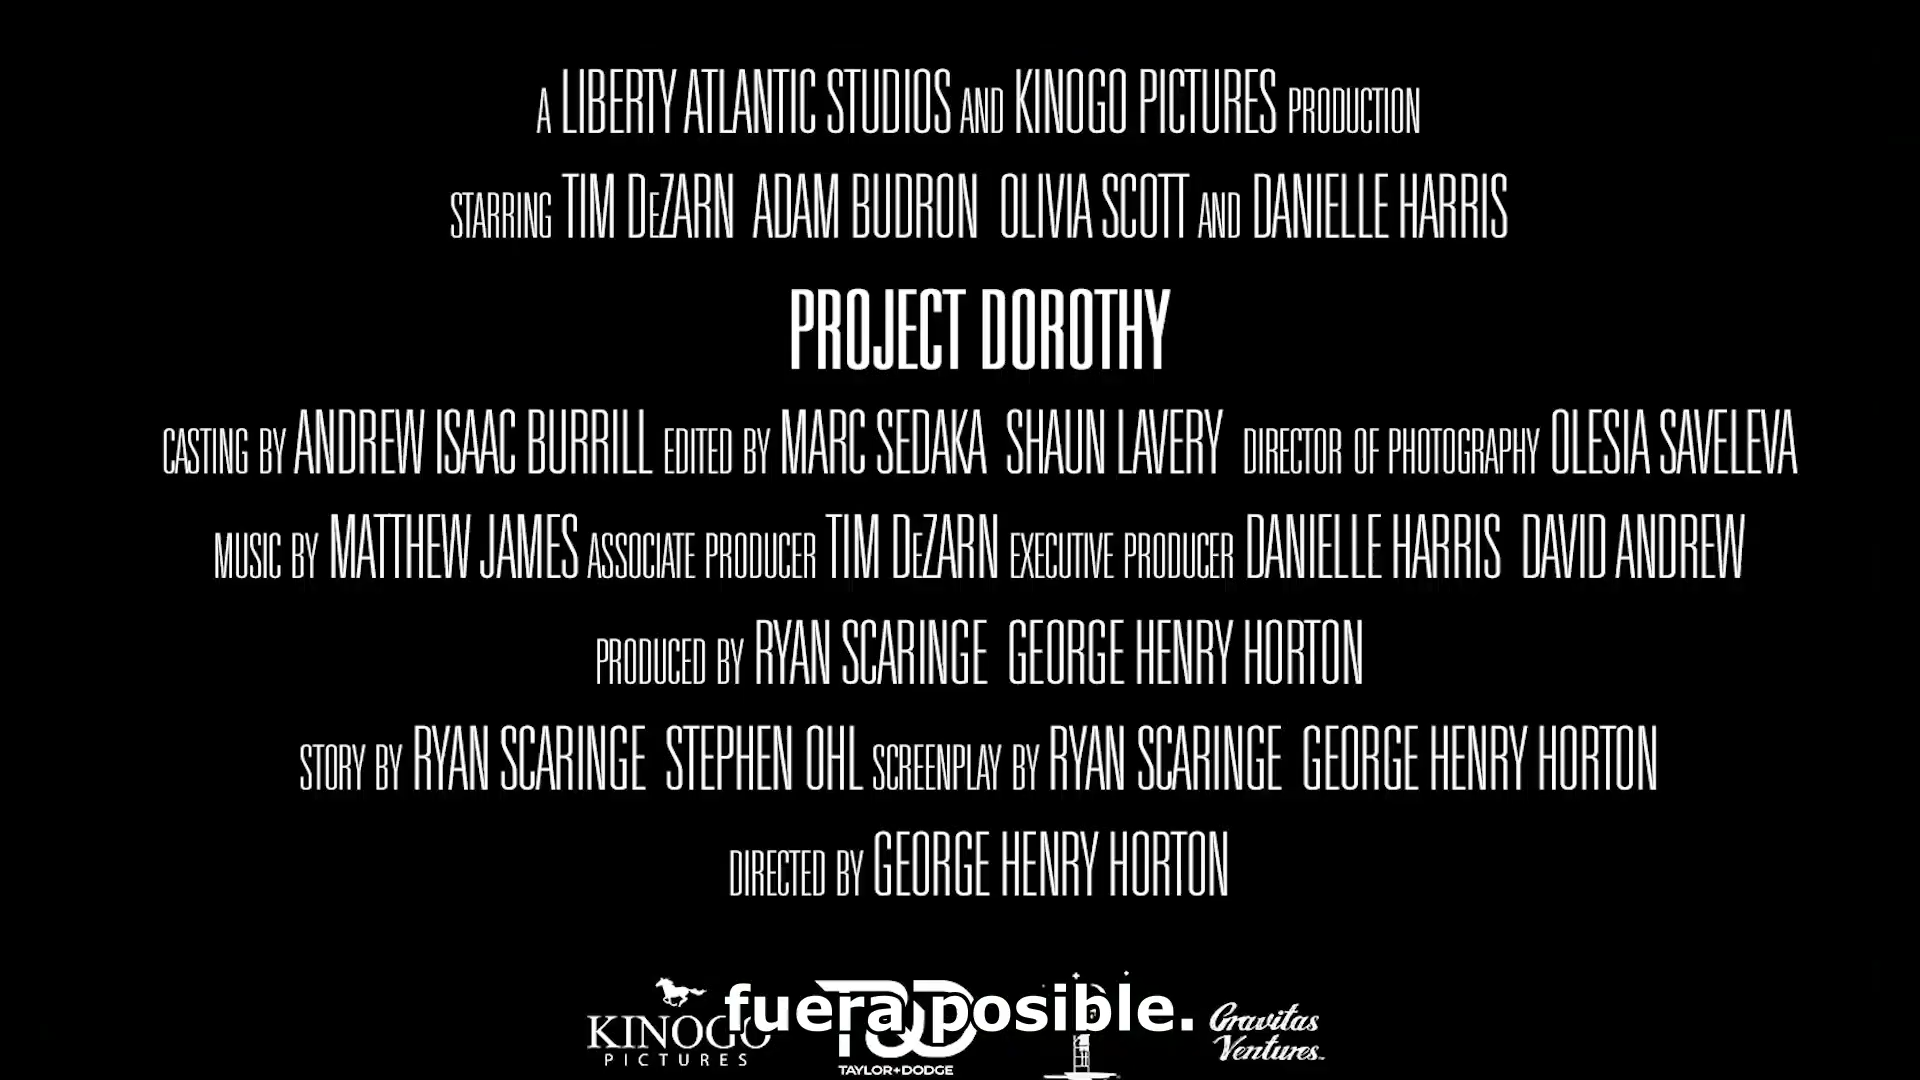 A LIBERTY ATLANTIC STUDIOS AND KINOGO PICTURES PRODUCTION
STARRING TIM DeZARN ADAM BUDRON OLIVIA SCOTT AND DANIELLE HARRIS
PROJECT DOROTHY
CASTING BY ANDREW ISAAC BURRILL EDITED BY MARC SEDAKA SHAUN LAVERY DIRECTOR OF PHOTOGRAPHY OLESIA SAVELEVA
MUSIC BY MATTHEW JAMES ASSOCIATE PRODUCER TIM DeZARN EXECUTIVE PRODUCER DANIELLE HARRIS DAVID ANDREW
PRODUCED BY RYAN SCARINGE GEORGE HENRY HORTON
STORY BY RYAN SCARINGE STEPHEN OHL SCREENPLAY BY RYAN SCARINGE GEORGE HENRY HORTON
DIRECTED BY GEORGE HENRY HORTON
fuera posible.
KINOGO
PICTURES
TAYLOR+DODGE
Gravitas
Ventures